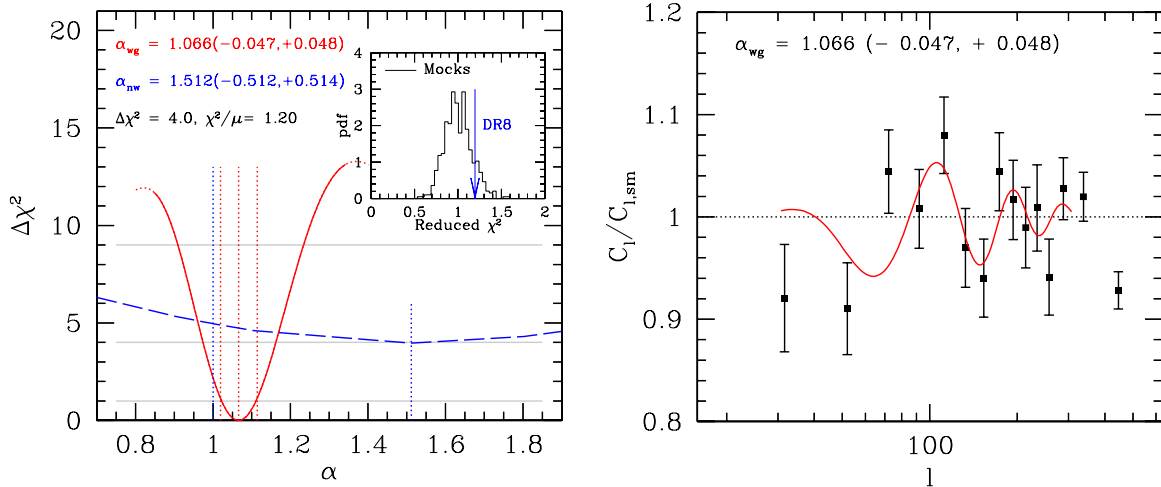 α_wg = 1.066(−0.047,+0.048)
α_nw = 1.512(−0.512,+0.514)
Δχ² = 4.0, χ²/μ= 1.20
20
15
10
5
0
Δχ²
0.8
1
1.2
1.4
1.6
1.8
α
Mocks
DR8
4
3
2
1
0
pdf
0
0.5
1
1.5
2
Reduced χ²
α_wg = 1.066 (− 0.047, + 0.048)
1.2
1.1
1
0.9
0.8
C_l/C_l,sm
100
l